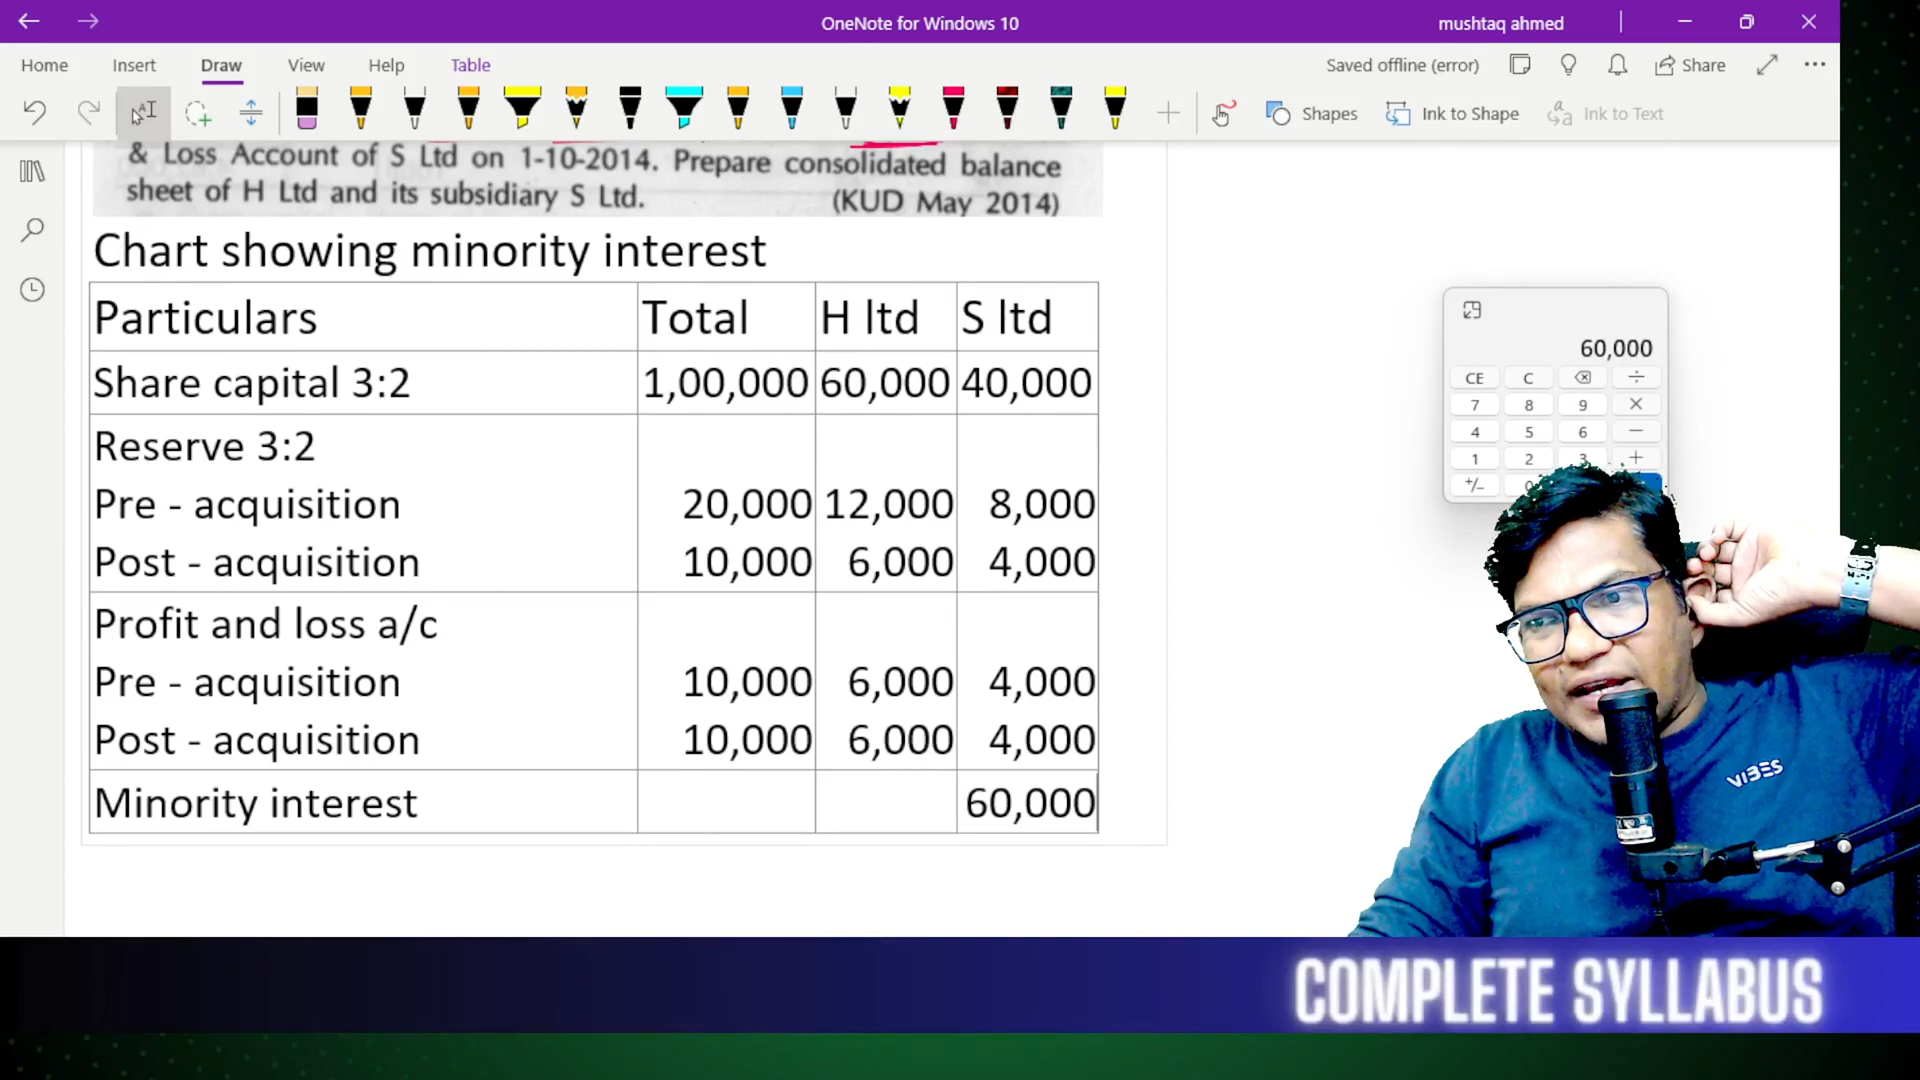 OneNote for Windows 10
mushtaq ahmed
Home Insert Draw View Help Table
Saved offline (error) Share
Shapes Ink to Shape Ink to Text
& Loss Account of S Ltd on 1-10-2014. Prepare consolidated balance
sheet of H Ltd and its subsidiary S Ltd. (KUD May 2014)
Chart showing minority interest
Particulars Total H ltd S ltd
Share capital 3:2 1,00,000 60,000 40,000
Reserve 3:2
Pre - acquisition 20,000 12,000 8,000
Post - acquisition 10,000 6,000 4,000
Profit and loss a/c
Pre - acquisition 10,000 6,000 4,000
Post - acquisition 10,000 6,000 4,000
Minority interest 60,000
60,000
CE C ÷
7 8 9 ×
4 5 6 −
1 2 3 +
+/−
VIBES
COMPLETE SYLLABUS